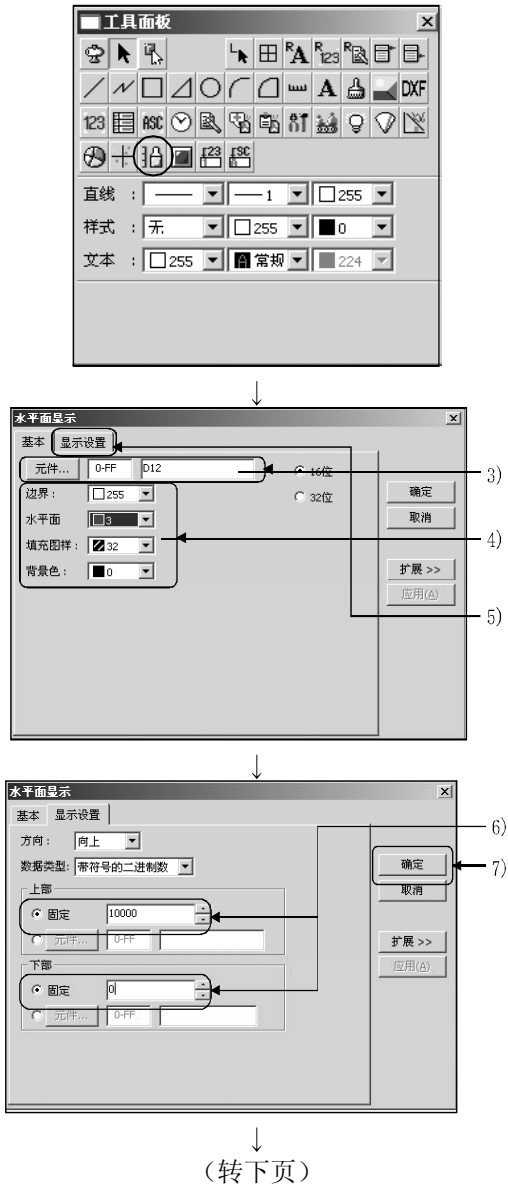 工具面板
R A R 123 R
A DXF
123 ASC
123 ASC
直线 : 1 255
样式 : 无 255 0
文本 : 255 A 常规 224
↓
水平面显示
基本 显示设置
元件... 0-FF D12 16位 3)
边界: 255 32位 确定
水平面 3 取消
填充图样: 32 4)
背景色: 0 扩展 >>
应用(A)
5)
↓
水平面显示
基本 显示设置
方向: 向上 6)
数据类型: 带符号的二进制数 确定 7)
上部 取消
固定 10000
元件... 0-FF 扩展 >>
下部 应用(A)
固定 0
元件... 0-FF
↓
(转下页)